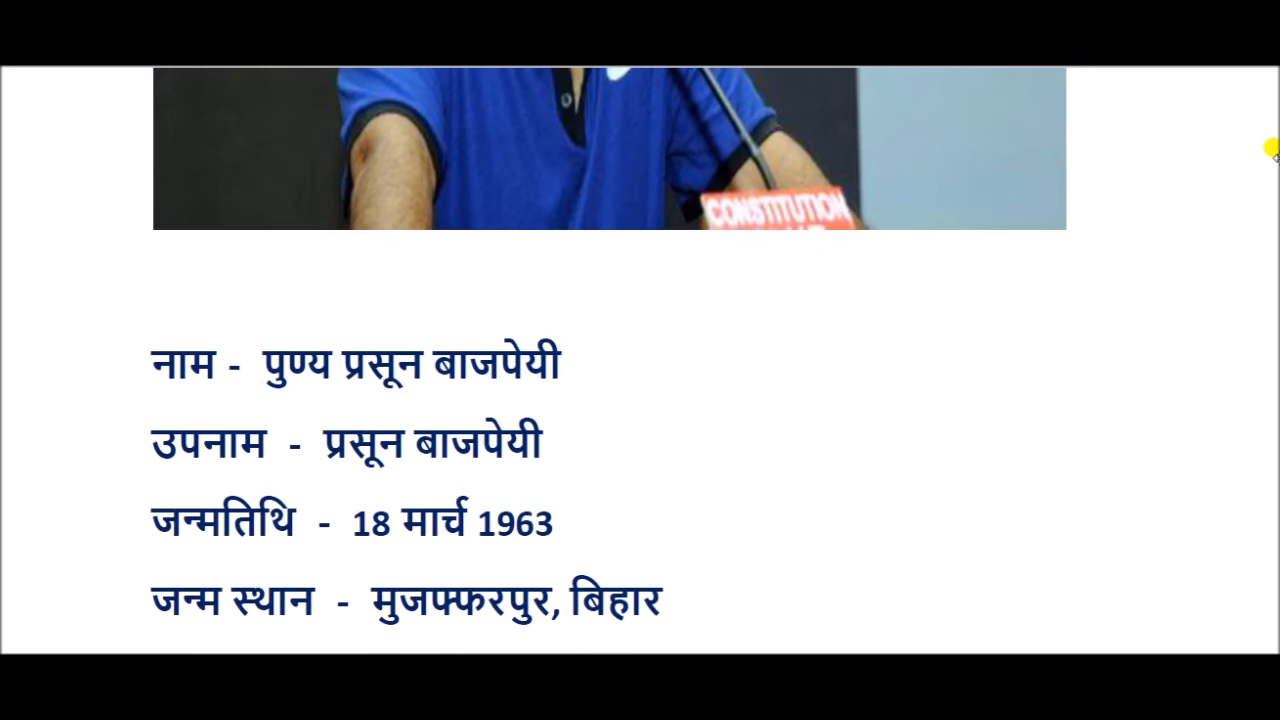 CONSTITUTION
नाम - पुण्य प्रसून बाजपेयी
उपनाम - प्रसून बाजपेयी
जन्मतिथि - 18 मार्च 1963
जन्म स्थान - मुजफ्फरपुर, बिहार